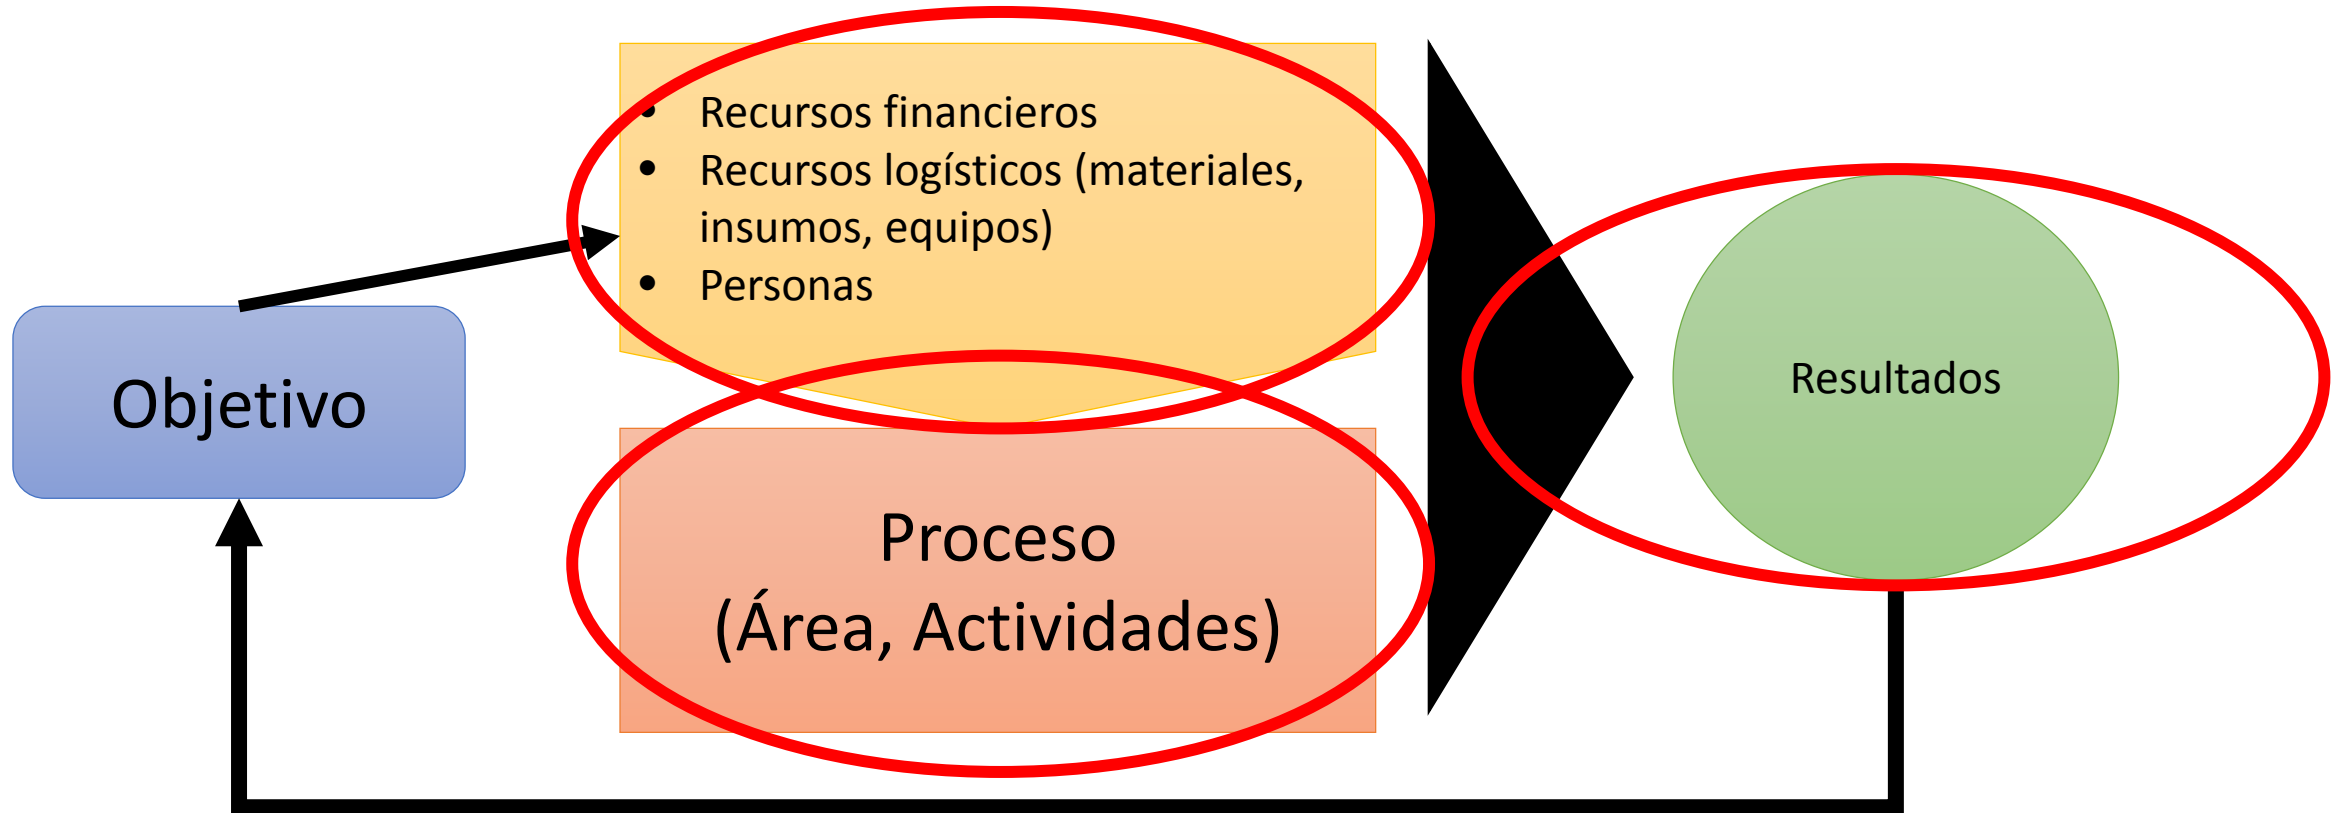 • Recursos financieros
• Recursos logísticos (materiales,
insumos, equipos)
• Personas
Objetivo
Resultados
Proceso
(Área, Actividades)